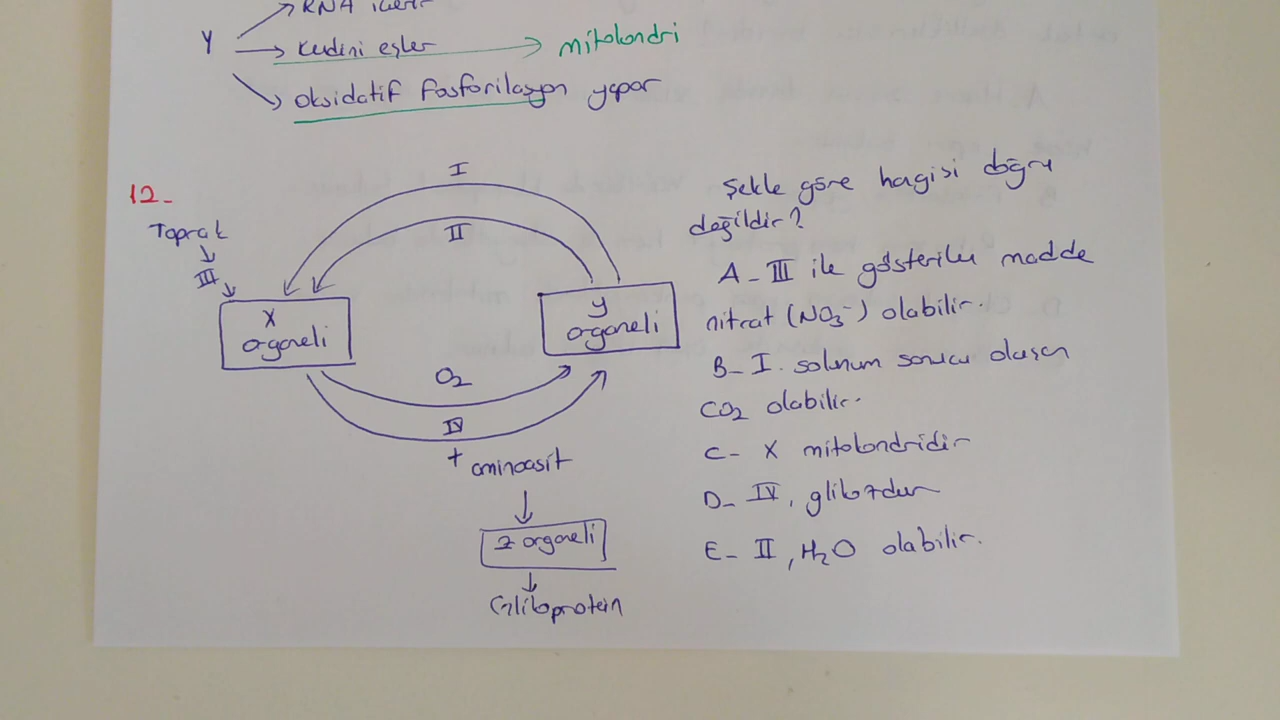 RNA içerir
Y
Kendini eşler → mitokondri
oksidatif fosforilasyon yapar
12-
Toprak
III
I
II
X
organeli
y
organeli
O2
IV
+ aminoasit
z organeli
Glikoprotein
Şekle göre hangisi doğru
değildir?
A- III ile gösterilen madde
nitrat (NO3-) olabilir.
B- I. solunum sonucu oluşan
CO2 olabilir.
C- X mitokondridir
D- IV, glikozdur
E- II, H2O olabilir.